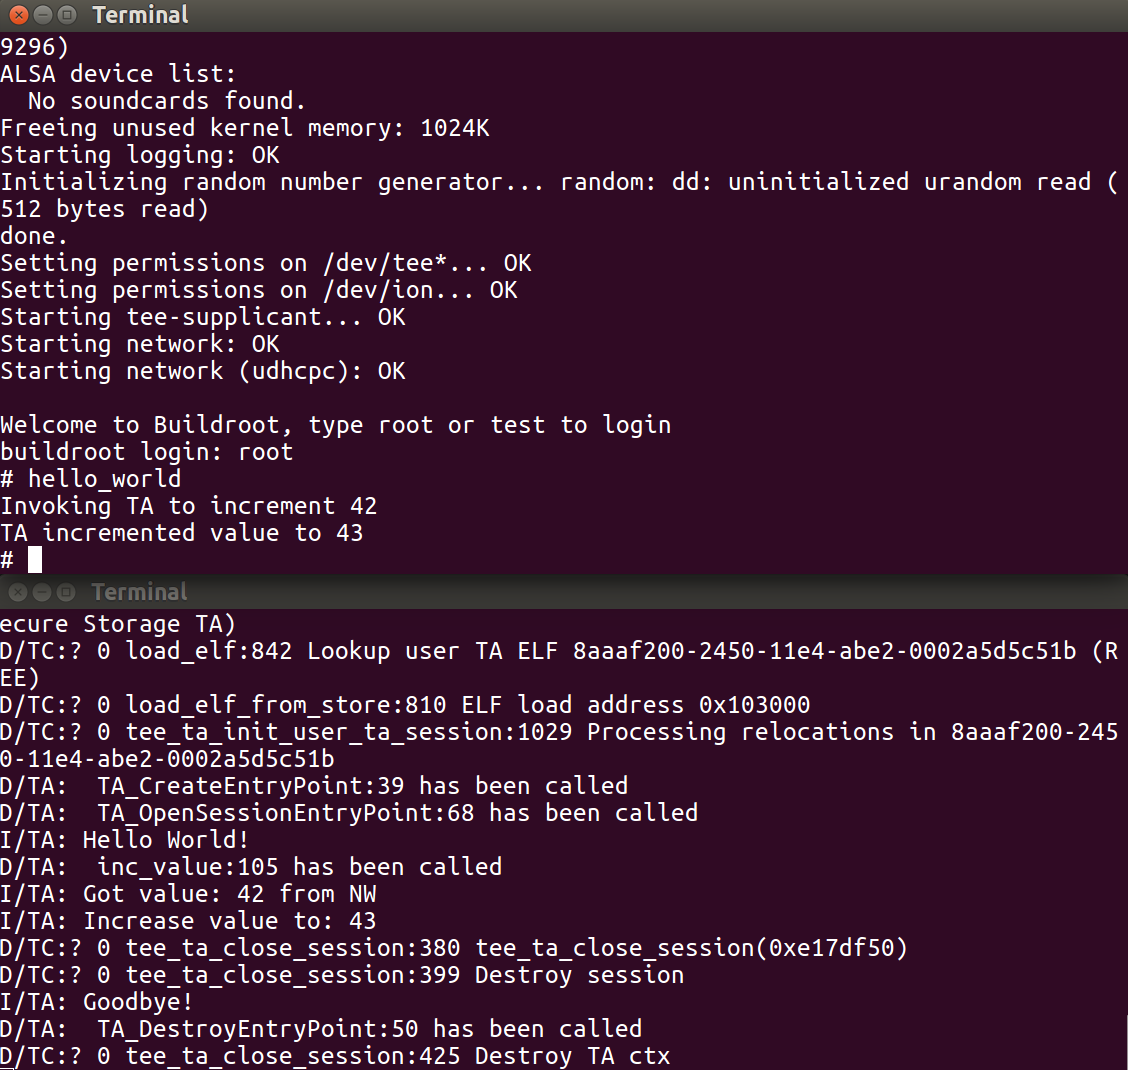 Terminal
9296)
ALSA device list:
  No soundcards found.
Freeing unused kernel memory: 1024K
Starting logging: OK
Initializing random number generator... random: dd: uninitialized urandom read (
512 bytes read)
done.
Setting permissions on /dev/tee*... OK
Setting permissions on /dev/ion... OK
Starting tee-supplicant... OK
Starting network: OK
Starting network (udhcpc): OK
Welcome to Buildroot, type root or test to login
buildroot login: root
# hello_world
Invoking TA to increment 42
TA incremented value to 43
#
Terminal
ecure Storage TA)
D/TC:? 0 load_elf:842 Lookup user TA ELF 8aaaf200-2450-11e4-abe2-0002a5d5c51b (R
EE)
D/TC:? 0 load_elf_from_store:810 ELF load address 0x103000
D/TC:? 0 tee_ta_init_user_ta_session:1029 Processing relocations in 8aaaf200-245
0-11e4-abe2-0002a5d5c51b
D/TA:  TA_CreateEntryPoint:39 has been called
D/TA:  TA_OpenSessionEntryPoint:68 has been called
I/TA: Hello World!
D/TA:  inc_value:105 has been called
I/TA: Got value: 42 from NW
I/TA: Increase value to: 43
D/TC:? 0 tee_ta_close_session:380 tee_ta_close_session(0xe17df50)
D/TC:? 0 tee_ta_close_session:399 Destroy session
I/TA: Goodbye!
D/TA:  TA_DestroyEntryPoint:50 has been called
D/TC:? 0 tee_ta_close_session:425 Destroy TA ctx